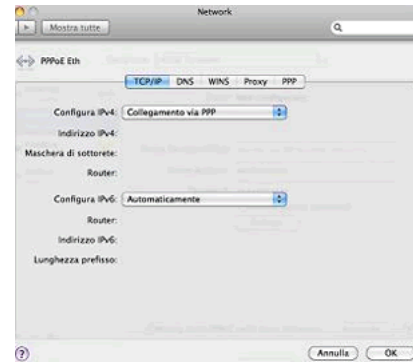 Network
Mostra tutte
PPPoE Eth
TCP/IP DNS WINS Proxy PPP
Configura IPv4: Collegamento via PPP
Indirizzo IPv4:
Maschera di sottorete:
Router:
Configura IPv6: Automaticamente
Router:
Indirizzo IPv6:
Lunghezza prefisso:
? Annulla OK